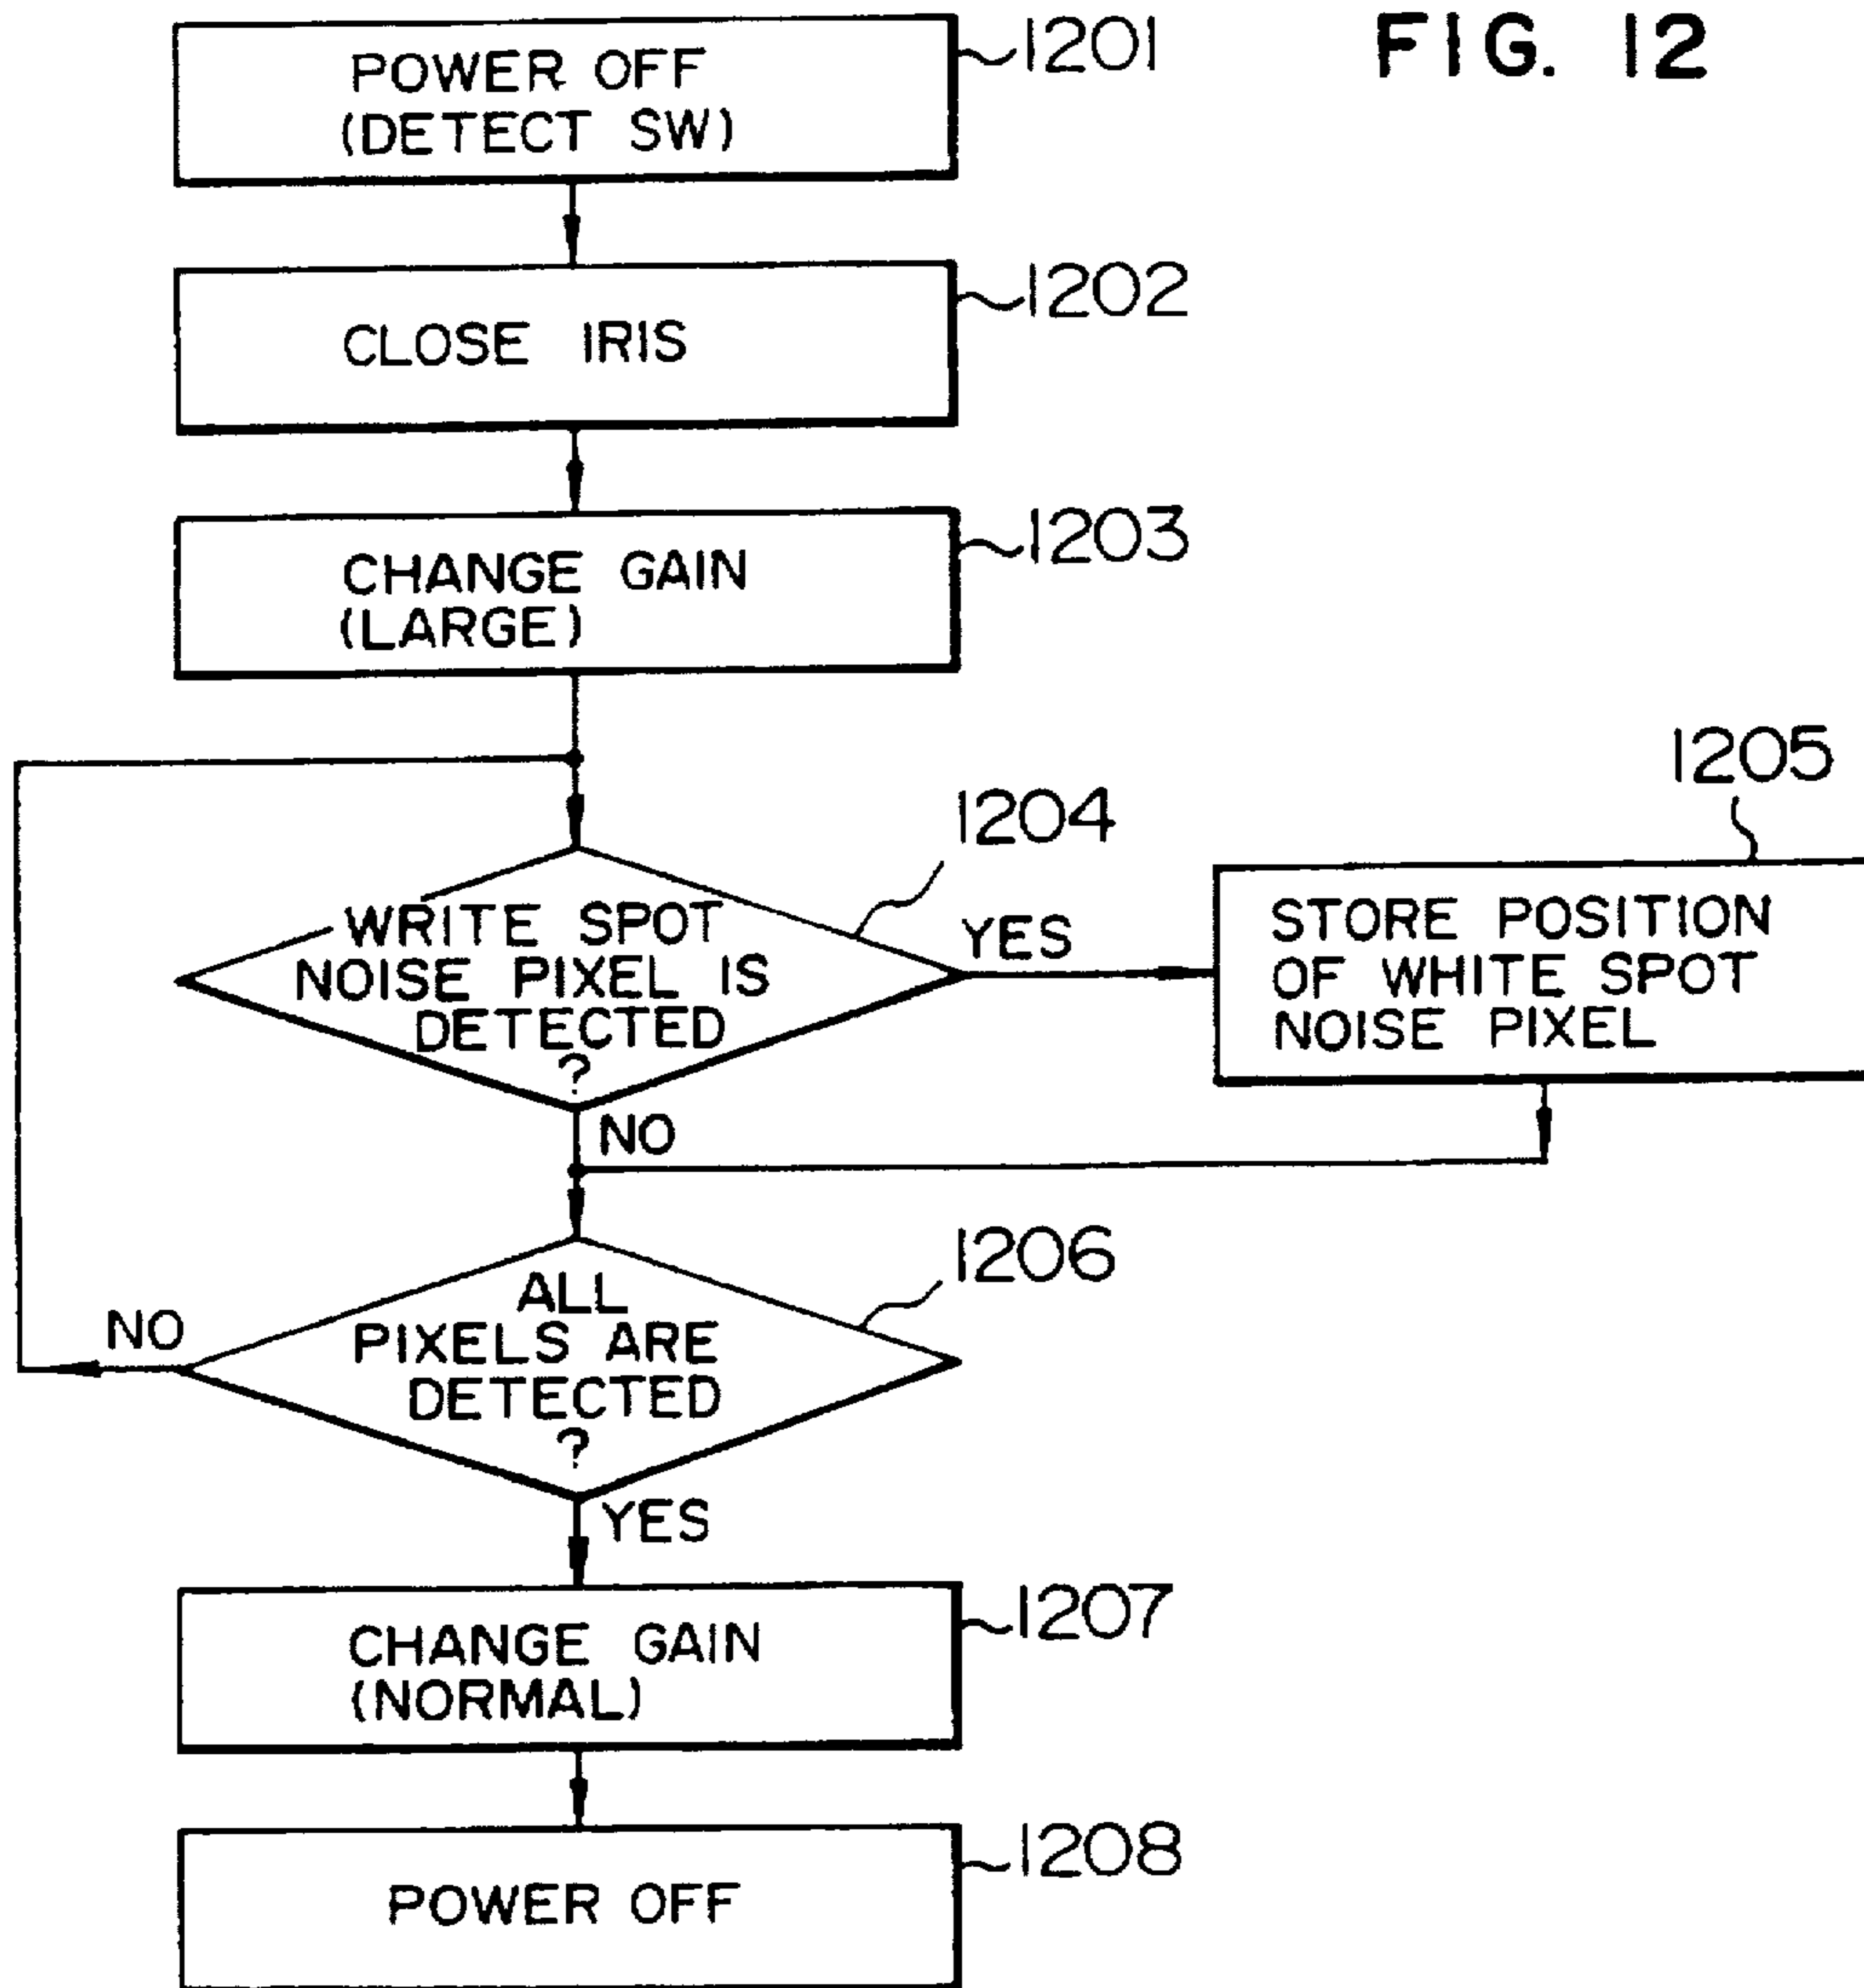 FIG. 12
POWER OFF
(DETECT SW)
1201
CLOSE IRIS
1202
CHANGE GAIN
(LARGE)
1203
1204
WRITE SPOT
NOISE PIXEL IS
DETECTED
?
YES
NO
1205
STORE POSITION
OF WHITE SPOT
NOISE PIXEL
1206
ALL
PIXELS ARE
DETECTED
?
NO
YES
CHANGE GAIN
(NORMAL)
1207
POWER OFF
1208